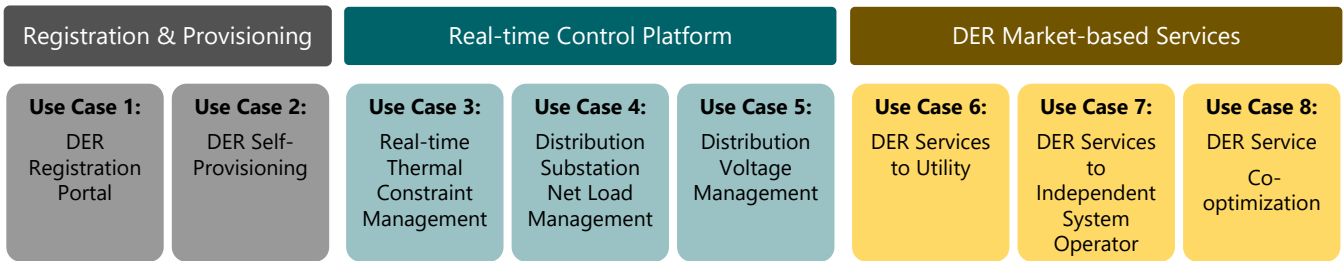 Registration & Provisioning
Real-time Control Platform
DER Market-based Services
Use Case 1:
DER
Registration
Portal
Use Case 2:
DER Self-
Provisioning
Use Case 3:
Real-time
Thermal
Constraint
Management
Use Case 4:
Distribution
Substation
Net Load
Management
Use Case 5:
Distribution
Voltage
Management
Use Case 6:
DER Services
to Utility
Use Case 7:
DER Services
to
Independent
System
Operator
Use Case 8:
DER Service
Co-
optimization